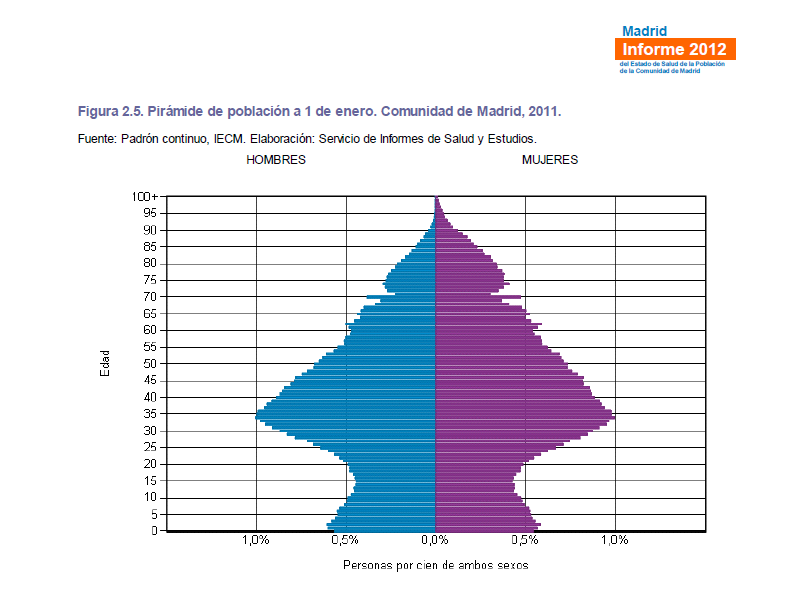 Madrid
Informe 2012
del Estado de Salud de la Población
de la Comunidad de Madrid
Figura 2.5. Pirámide de población a 1 de enero. Comunidad de Madrid, 2011.
Fuente: Padrón continuo, IECM. Elaboración: Servicio de Informes de Salud y Estudios.
HOMBRES MUJERES
100+
95
90
85
80
75
70
65
60
55
50
45
40
35
30
25
20
15
10
5
0
Edad
1,0% 0,5% 0,0% 0,5% 1,0%
Personas por cien de ambos sexos